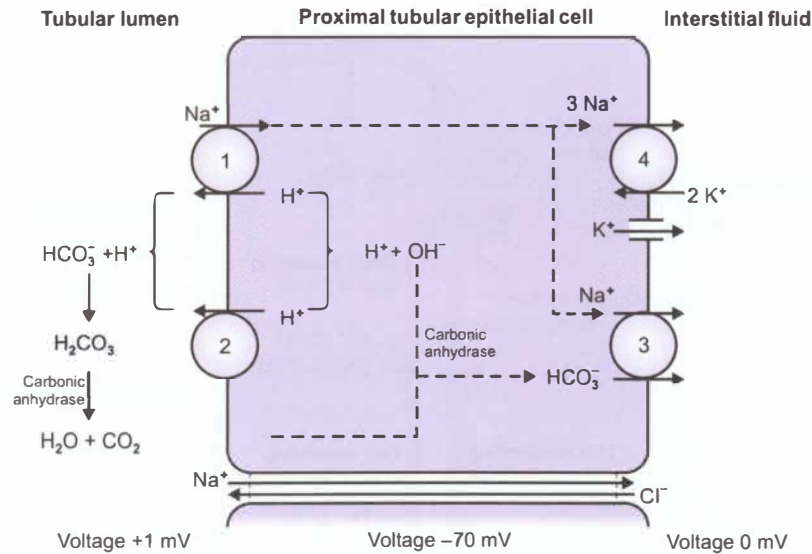 Tubular lumen
Proximal tubular epithelial cell
Interstitial fluid
Na⁺
3 Na⁺
1
4
H⁺
2 K⁺
K⁺
HCO₃⁻ +H⁺
H⁺ + OH⁻
Na⁺
H⁺
H₂CO₃
2
Carbonic
anhydrase
3
HCO₃⁻
Carbonic
anhydrase
H₂O + CO₂
Na⁺
Cl⁻
Voltage +1 mV
Voltage –70 mV
Voltage 0 mV